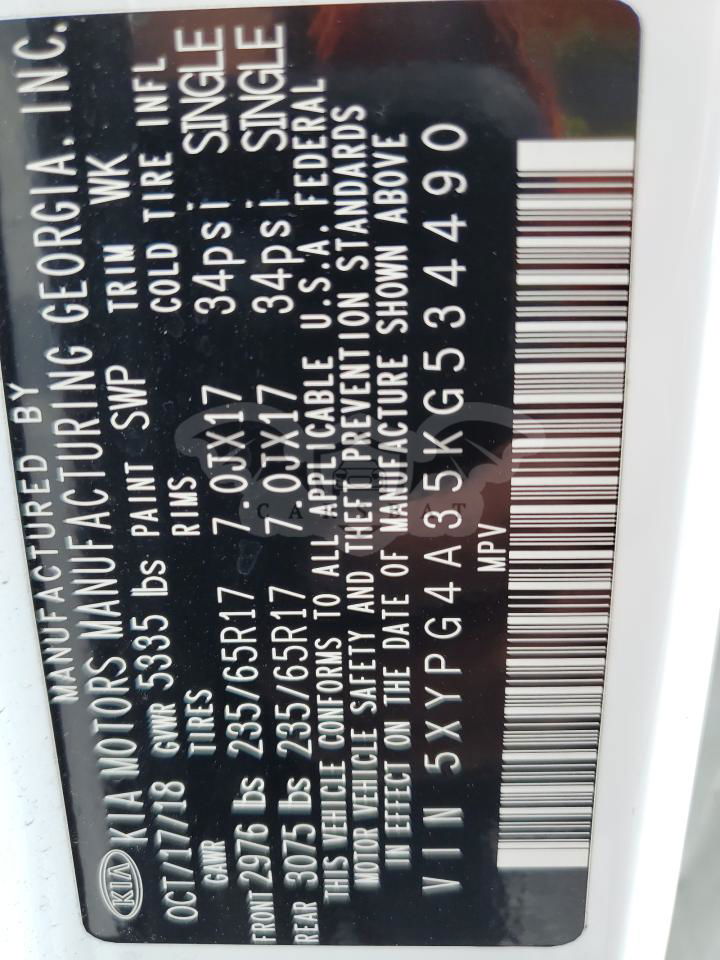 MANUFACTURED BY
KIA KIA MOTORS MANUFACTURING GEORGIA, INC.
OCT/17/18 GVWR 5335 lbs PAINT SWP TRIM WK
GAWR TIRES RIMS COLD TIRE INFL
FRONT 2976 lbs 235/65R17 7.0JX17 34psi SINGLE
REAR 3075 lbs 235/65R17 7.0JX17 34psi SINGLE
THIS VEHICLE CONFORMS TO ALL APPLICABLE U.S.A. FEDERAL
MOTOR VEHICLE SAFETY AND THEFT PREVENTION STANDARDS
IN EFFECT ON THE DATE OF MANUFACTURE SHOWN ABOVE
VIN 5XYPG4A35KG534490
MPV
CARSFAT